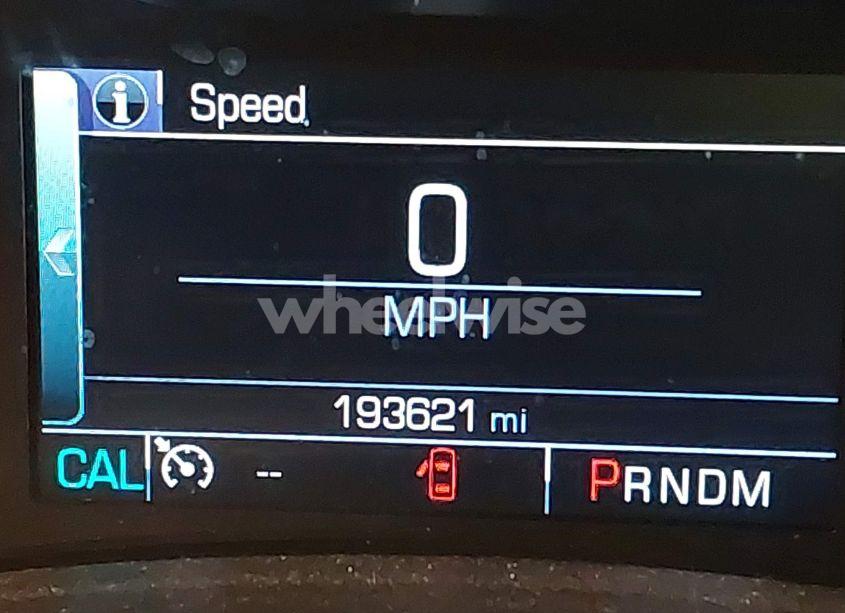 i Speed
0
MPH
wheelwise
193621 mi
CAL -- PRNDM